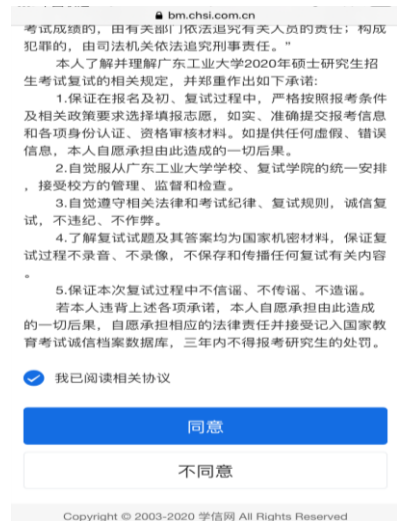 bm.chsi.com.cn
考试成绩的，由有关部门依法追究有关人员的责任；构成
犯罪的，由司法机关依法追究刑事责任。"
本人了解并理解广东工业大学2020年硕士研究生招
生考试复试的相关规定，并郑重作出如下承诺:
1.保证在报名及初、复试过程中，严格按照报考条件
及相关政策要求选择填报志愿，如实、准确提交报考信息
和各项身份认证、资格审核材料。如提供任何虚假、错误
信息，本人自愿承担由此造成的一切后果。
2.自觉服从广东工业大学学校、复试学院的统一安排
，接受校方的管理、监督和检查。
3.自觉遵守相关法律和考试纪律、复试规则，诚信复
试，不违纪、不作弊。
4.了解复试试题及其答案均为国家机密材料，保证复
试过程不录音、不录像，不保存和传播任何复试有关内容
。
5.保证本次复试过程中不信谣、不传谣、不造谣。
若本人违背上述各项承诺，本人自愿承担由此造成
的一切后果，自愿承担相应的法律责任并接受记入国家教
育考试诚信档案数据库，三年内不得报考研究生的处罚。
我已阅读相关协议
同意
不同意
Copyright © 2003-2020 学信网 All Rights Reserved